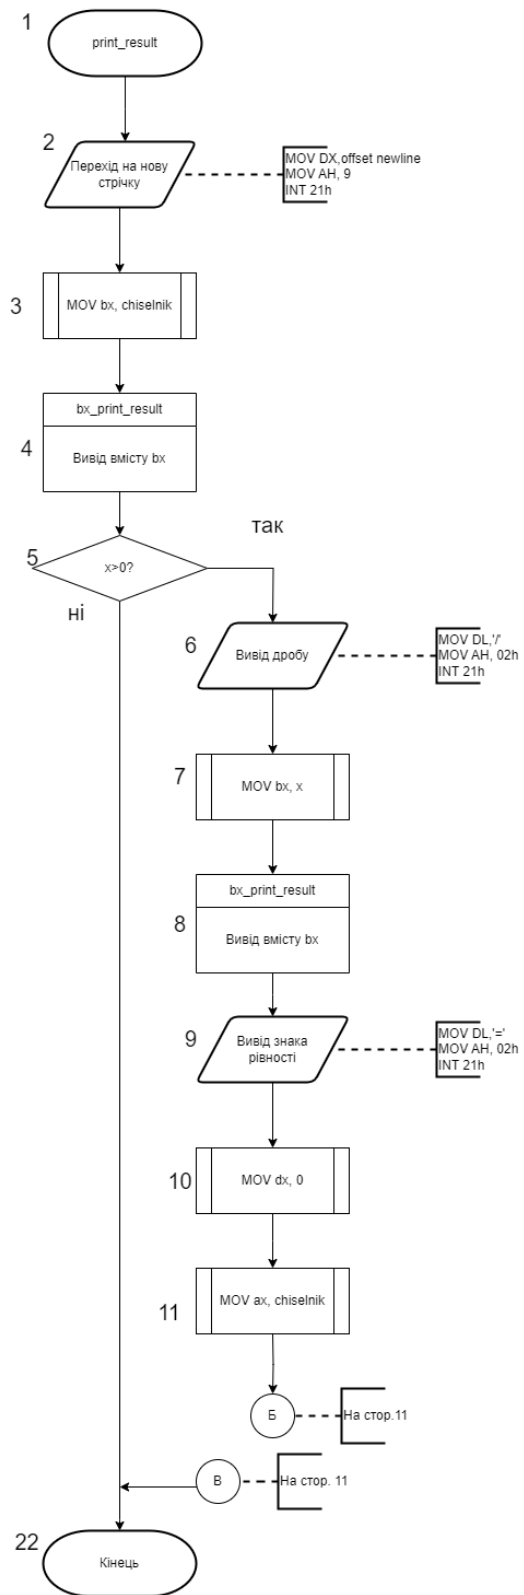 1
print_result
2
Перехід на нову
стрічку
MOV DX,offset newline
MOV AH, 9
INT 21h
3
MOV bx, chiselnik
bx_print_result
4
Вивід вмісту bx
так
5
x>0?
ні
6
Вивід дробу
MOV DL,'/'
MOV AH, 02h
INT 21h
7
MOV bx, x
bx_print_result
8
Вивід вмісту bx
9
Вивід знака
рівності
MOV DL,'='
MOV AH, 02h
INT 21h
10
MOV dx, 0
11
MOV ax, chiselnik
Б
На стор.11
В
На стор. 11
22
Кінець